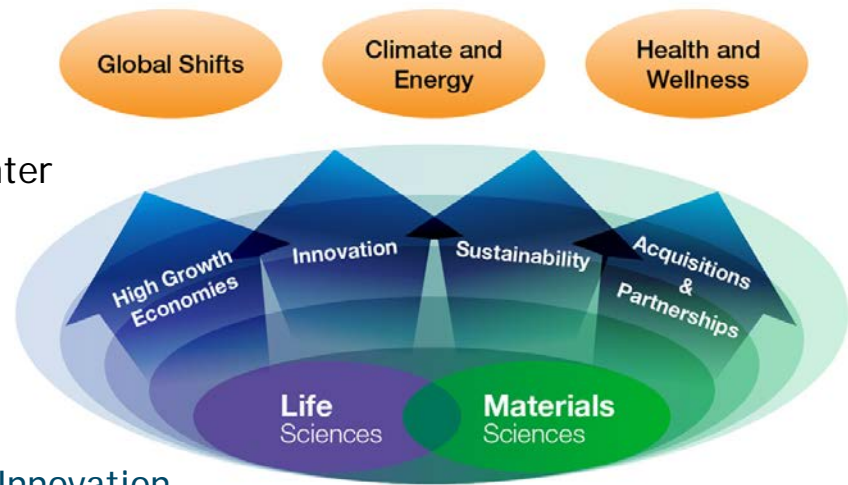 Global Shifts
Climate and
Energy
Health and
Wellness
High Growth
Economies
Innovation
Sustainability
Acquisitions
&
Partnerships
Life
Sciences
Materials
Sciences
Innovation